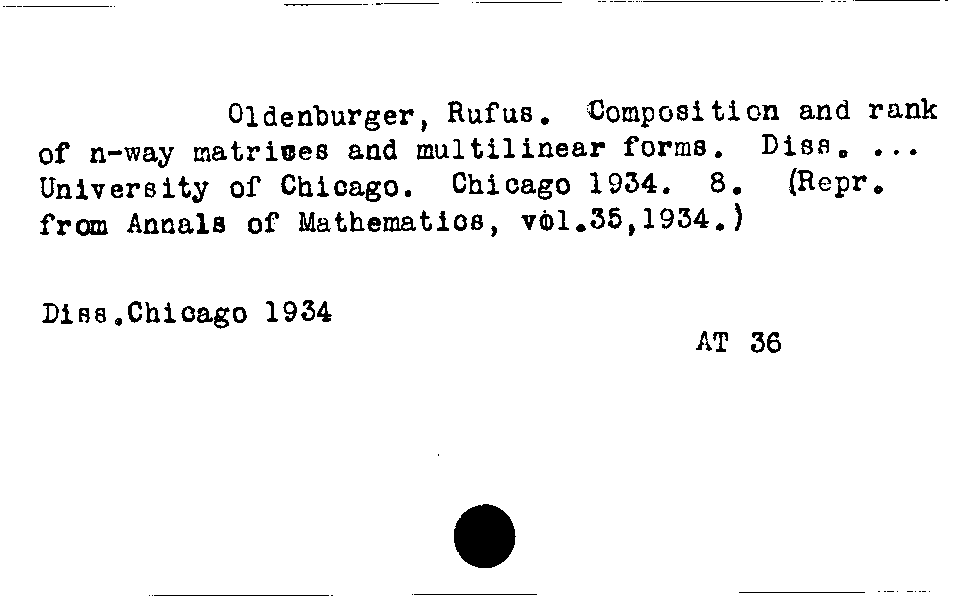 Oldenburger, Rufus. Composition and rank
of n-way matrices and multilinear forms. Diss. ...
University of Chicago. Chicago 1934. 8. (Repr.
from Annals of Mathematics, vol.35,1934.)
Diss.Chicago 1934
AT 36